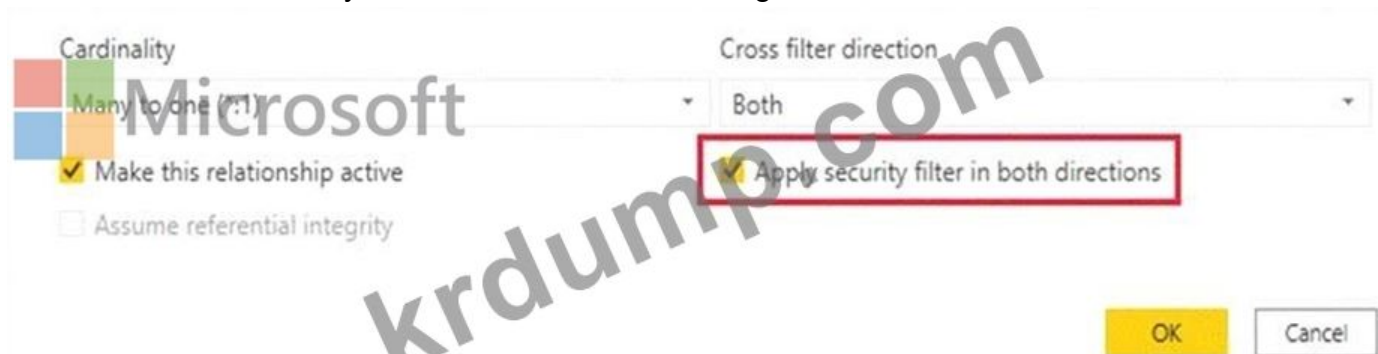 Cardinality
Cross filter direction
Many to one (*:1)
Microsoft
Both
Make this relationship active
Apply security filter in both directions
Assume referential integrity
krdump.com
OK
Cancel